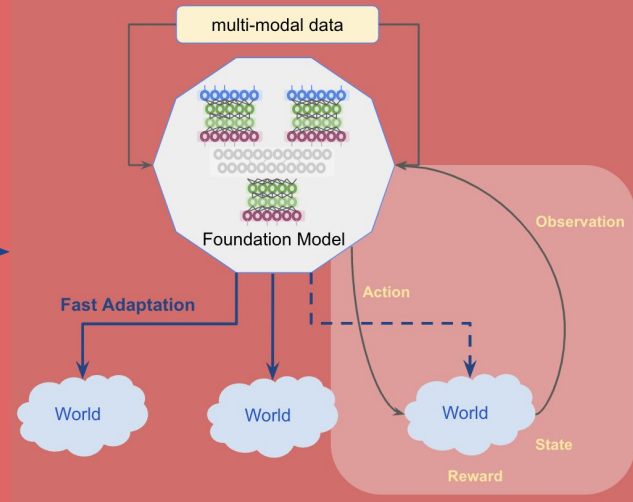 multi-modal data
Foundation Model
Observation
Action
Fast Adaptation
World
World
World
State
Reward